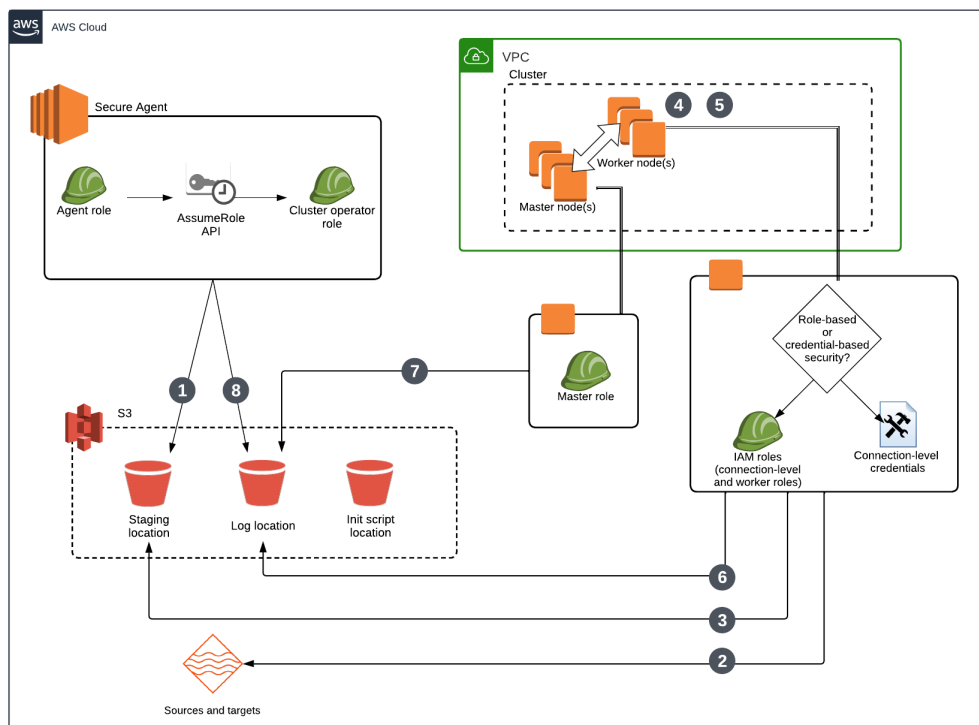 aws
AWS Cloud
VPC
Cluster
4
5
Worker node(s)
Master node(s)
Secure Agent
Agent role
AssumeRole
API
Cluster operator
role
Role-based
or
credential-based
security?
Master role
IAM roles
(connection-level
and worker roles)
Connection-level
credentials
1
8
7
S3
Staging
location
Log location
Init script
location
6
3
2
Sources and targets